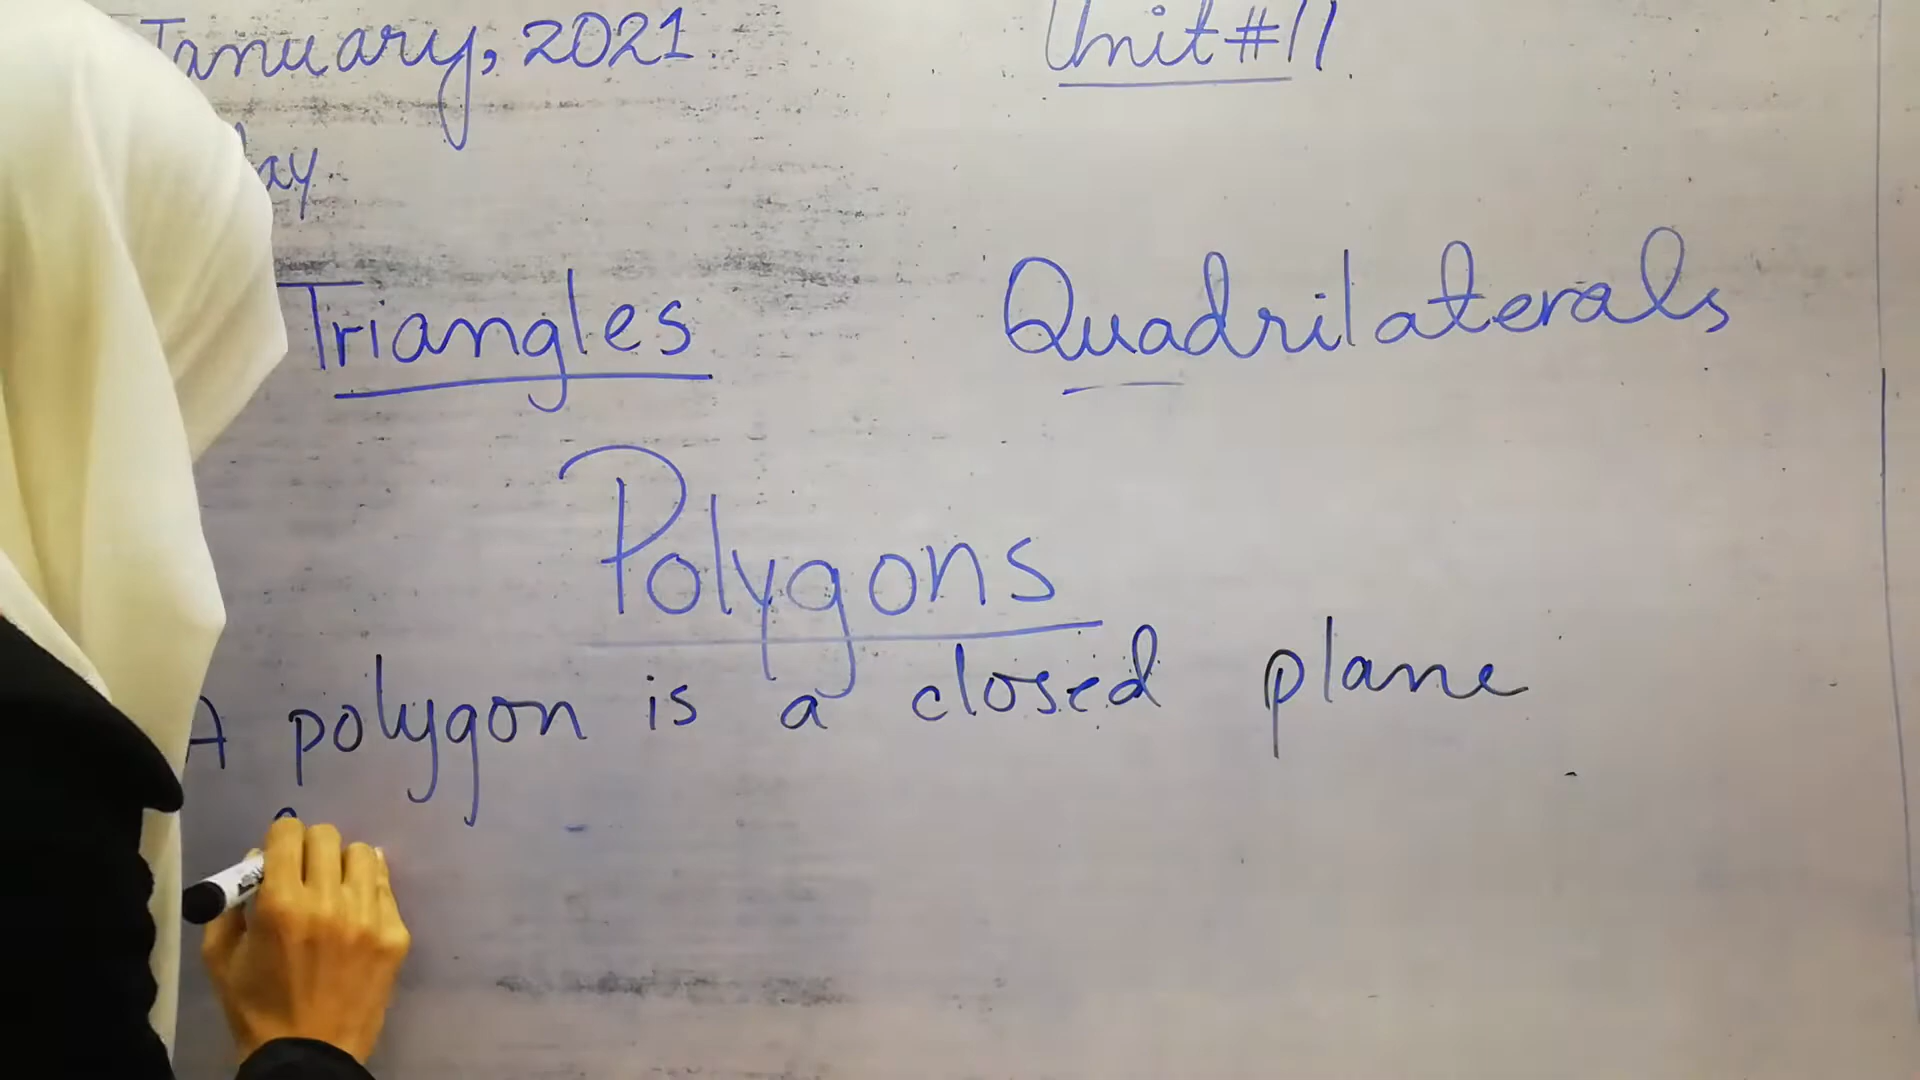 January, 2021 Unit #11
Triangles Quadrilaterals
Polygons
A polygon is a closed plane